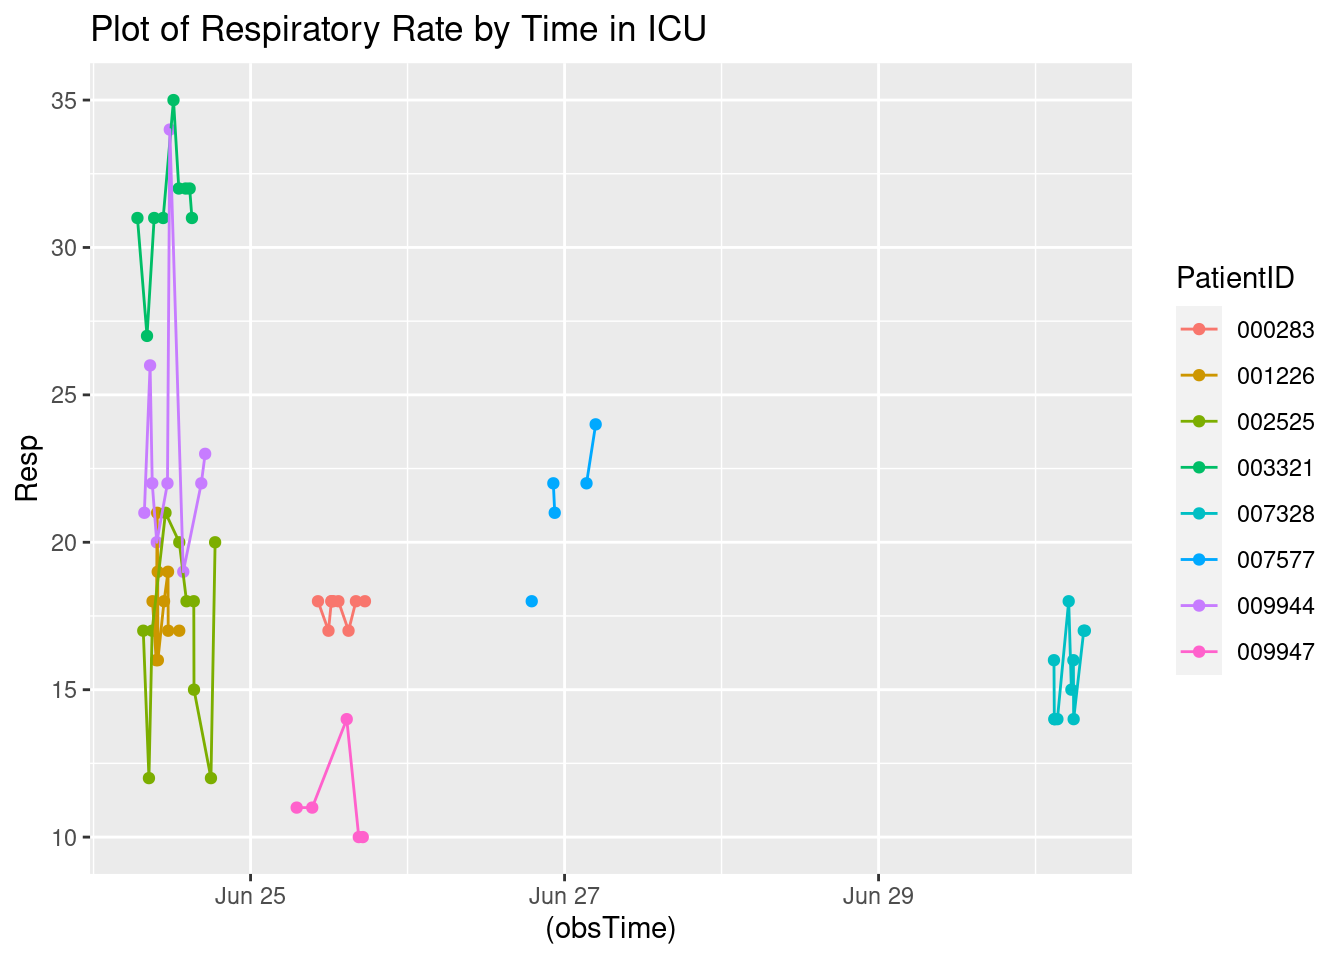 Plot of Respiratory Rate by Time in ICU
35
30
25
20
15
10
Resp
Jun 25
Jun 27
Jun 29
(obsTime)
PatientID
000283
001226
002525
003321
007328
007577
009944
009947